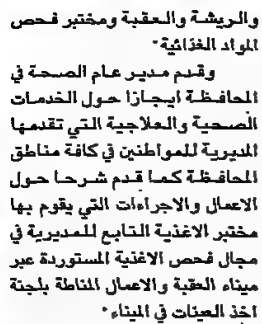 والريشة والعقبة ومختبر فحص
المواد الغذائية٠
وقدم مدير عام الصحة في
المحافظة ايجازا حول الخدمات
الصحية والعلاجية التي تقدمها
المديرية للمواطنين في كافة مناطق
المحافظة كما قدم شرحا حول
الاعمال والاجراءات التي يقوم بها
مختبر الاغذية التابع للمديرية في
مجال فحص الاغذية المستوردة عبر
ميناء العقبة والاعمال المناطة بلجنة
اخذ العينات في الميناء٠